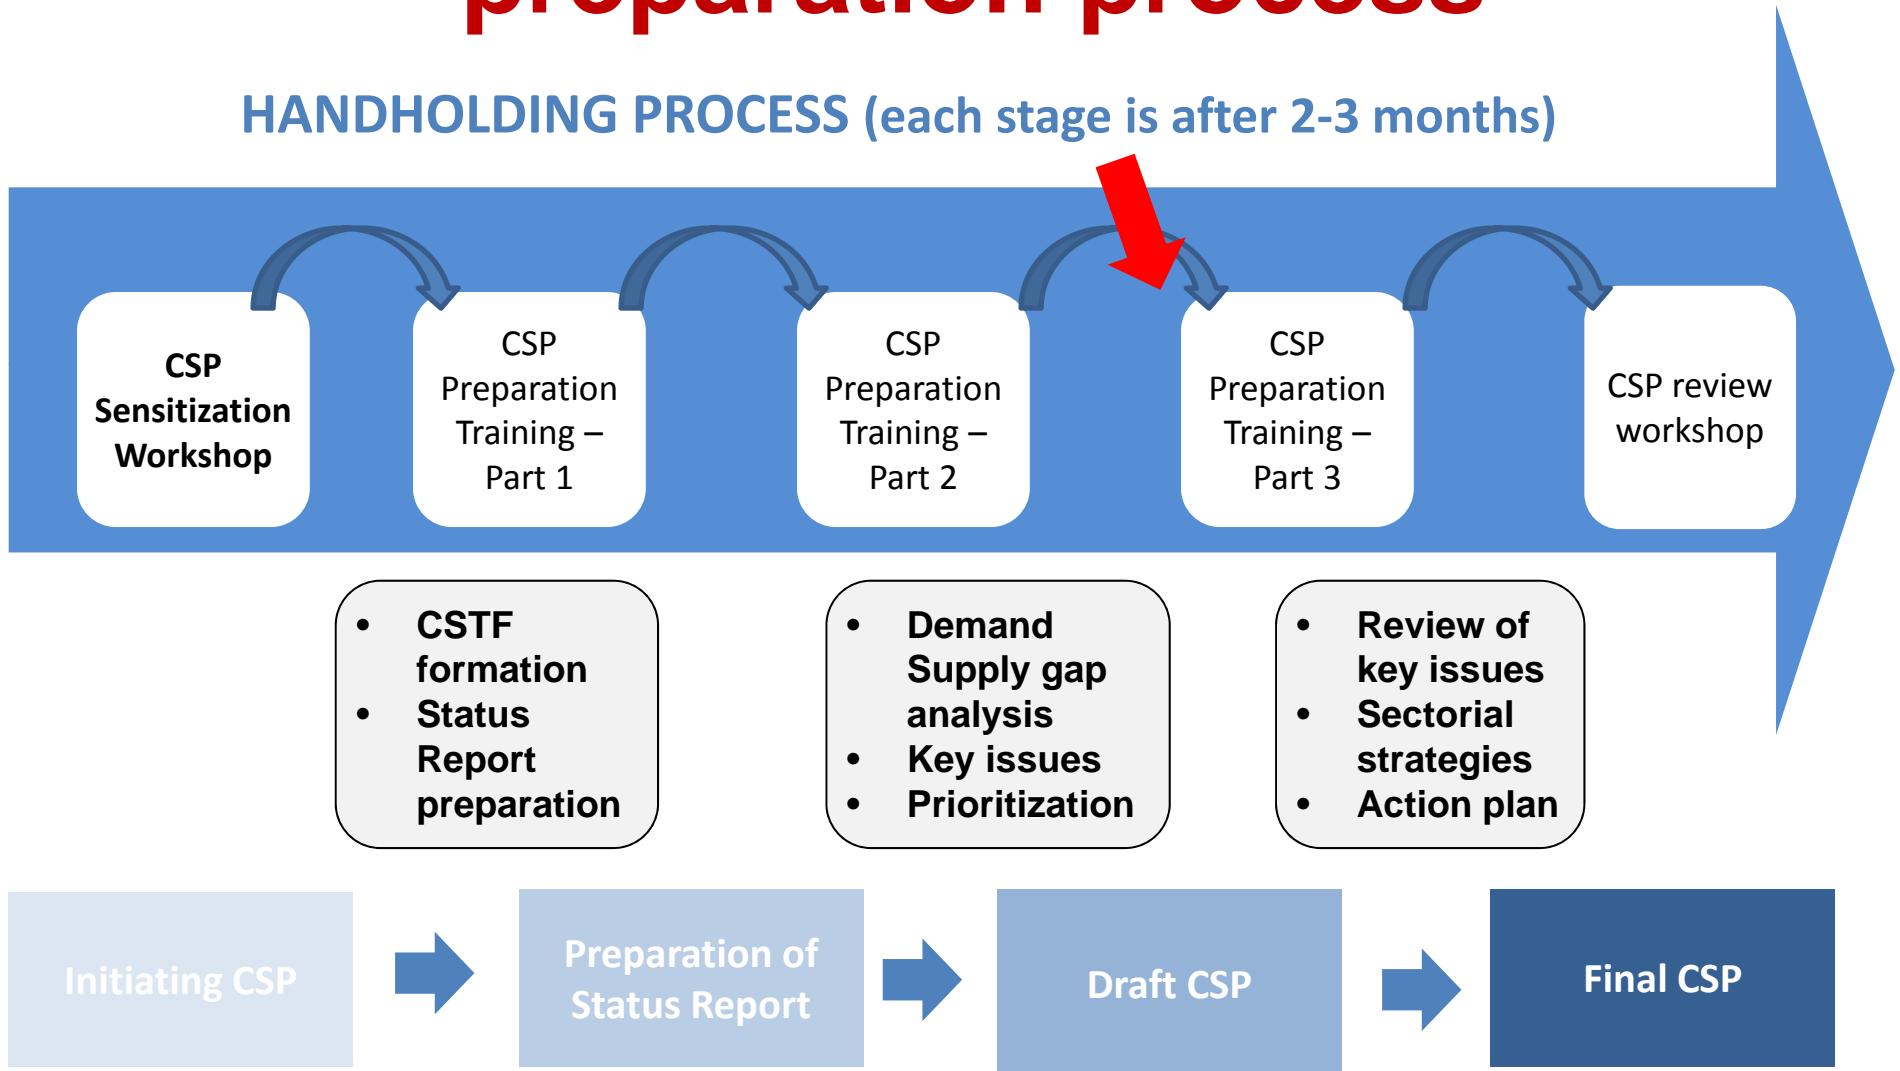 preparation process
HANDHOLDING PROCESS (each stage is after 2-3 months)
CSP
Sensitization
Workshop
CSP
Preparation
Training –
Part 1
CSP
Preparation
Training –
Part 2
CSP
Preparation
Training –
Part 3
CSP review
workshop
• CSTF
formation
• Status
Report
preparation
• Demand
Supply gap
analysis
• Key issues
• Prioritization
• Review of
key issues
• Sectorial
strategies
• Action plan
Initiating CSP
Preparation of
Status Report
Draft CSP
Final CSP